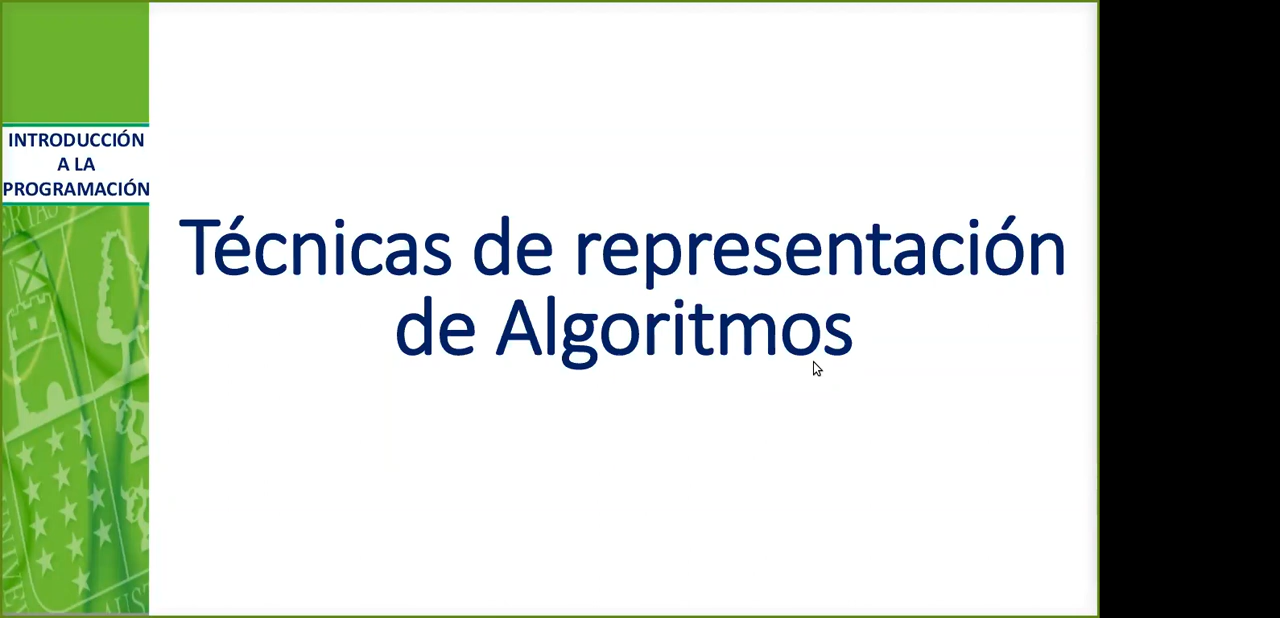 INTRODUCCIÓN
A LA
PROGRAMACIÓN
Técnicas de representación
de Algoritmos